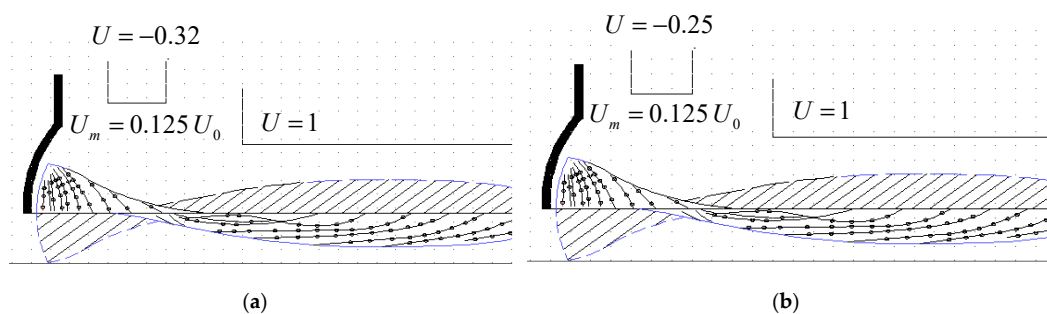 U = −0.32
U_m = 0.125 U_0
U = 1
(a)
U = −0.25
U_m = 0.125 U_0
U = 1
(b)